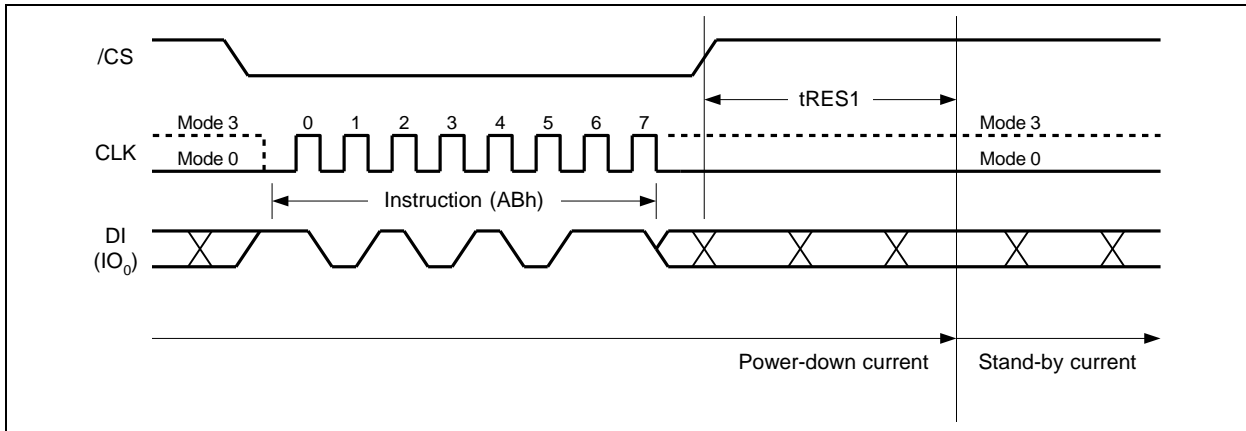 /CS
tRES1
Mode 3 0 1 2 3 4 5 6 7 Mode 3
CLK
Mode 0 Mode 0
Instruction (ABh)
DI
(IO0)
Power-down current Stand-by current